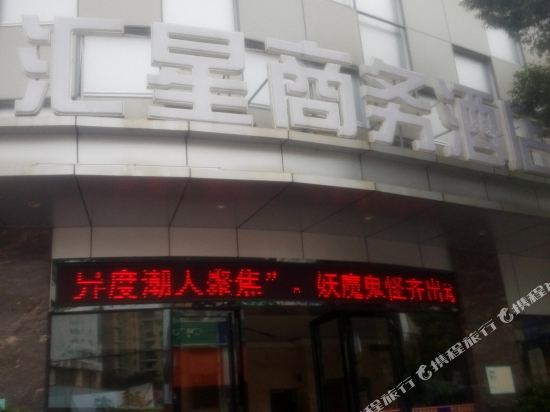 汇星商务酒店
异度潮人聚焦”。妖魔鬼怪齐出
携程旅行 携程旅行